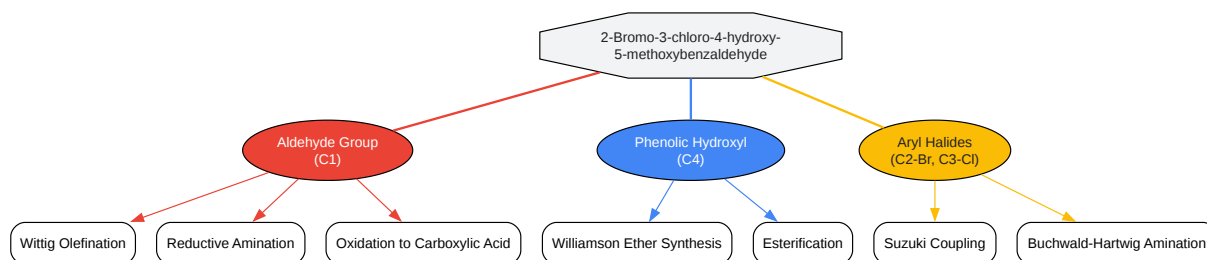 2-Bromo-3-chloro-4-hydroxy-
5-methoxybenzaldehyde
Aldehyde Group
(C1)
Phenolic Hydroxyl
(C4)
Aryl Halides
(C2-Br, C3-Cl)
Wittig Olefination
Reductive Amination
Oxidation to Carboxylic Acid
Williamson Ether Synthesis
Esterification
Suzuki Coupling
Buchwald-Hartwig Amination